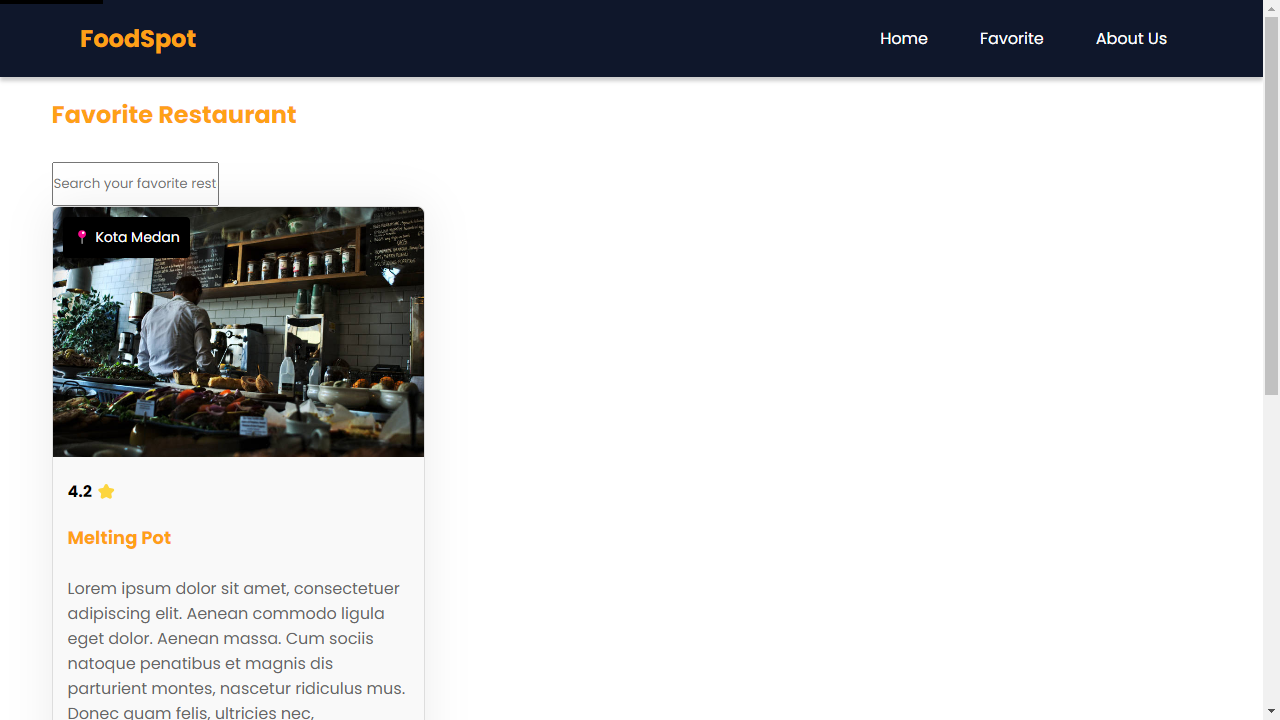 FoodSpot
Home
Favorite
About Us
Favorite Restaurant
Search your favorite rest
Kota Medan
4.2
Melting Pot
Lorem ipsum dolor sit amet, consectetuer
adipiscing elit. Aenean commodo ligula
eget dolor. Aenean massa. Cum sociis
natoque penatibus et magnis dis
parturient montes, nascetur ridiculus mus.
Donec quam felis, ultricies nec,